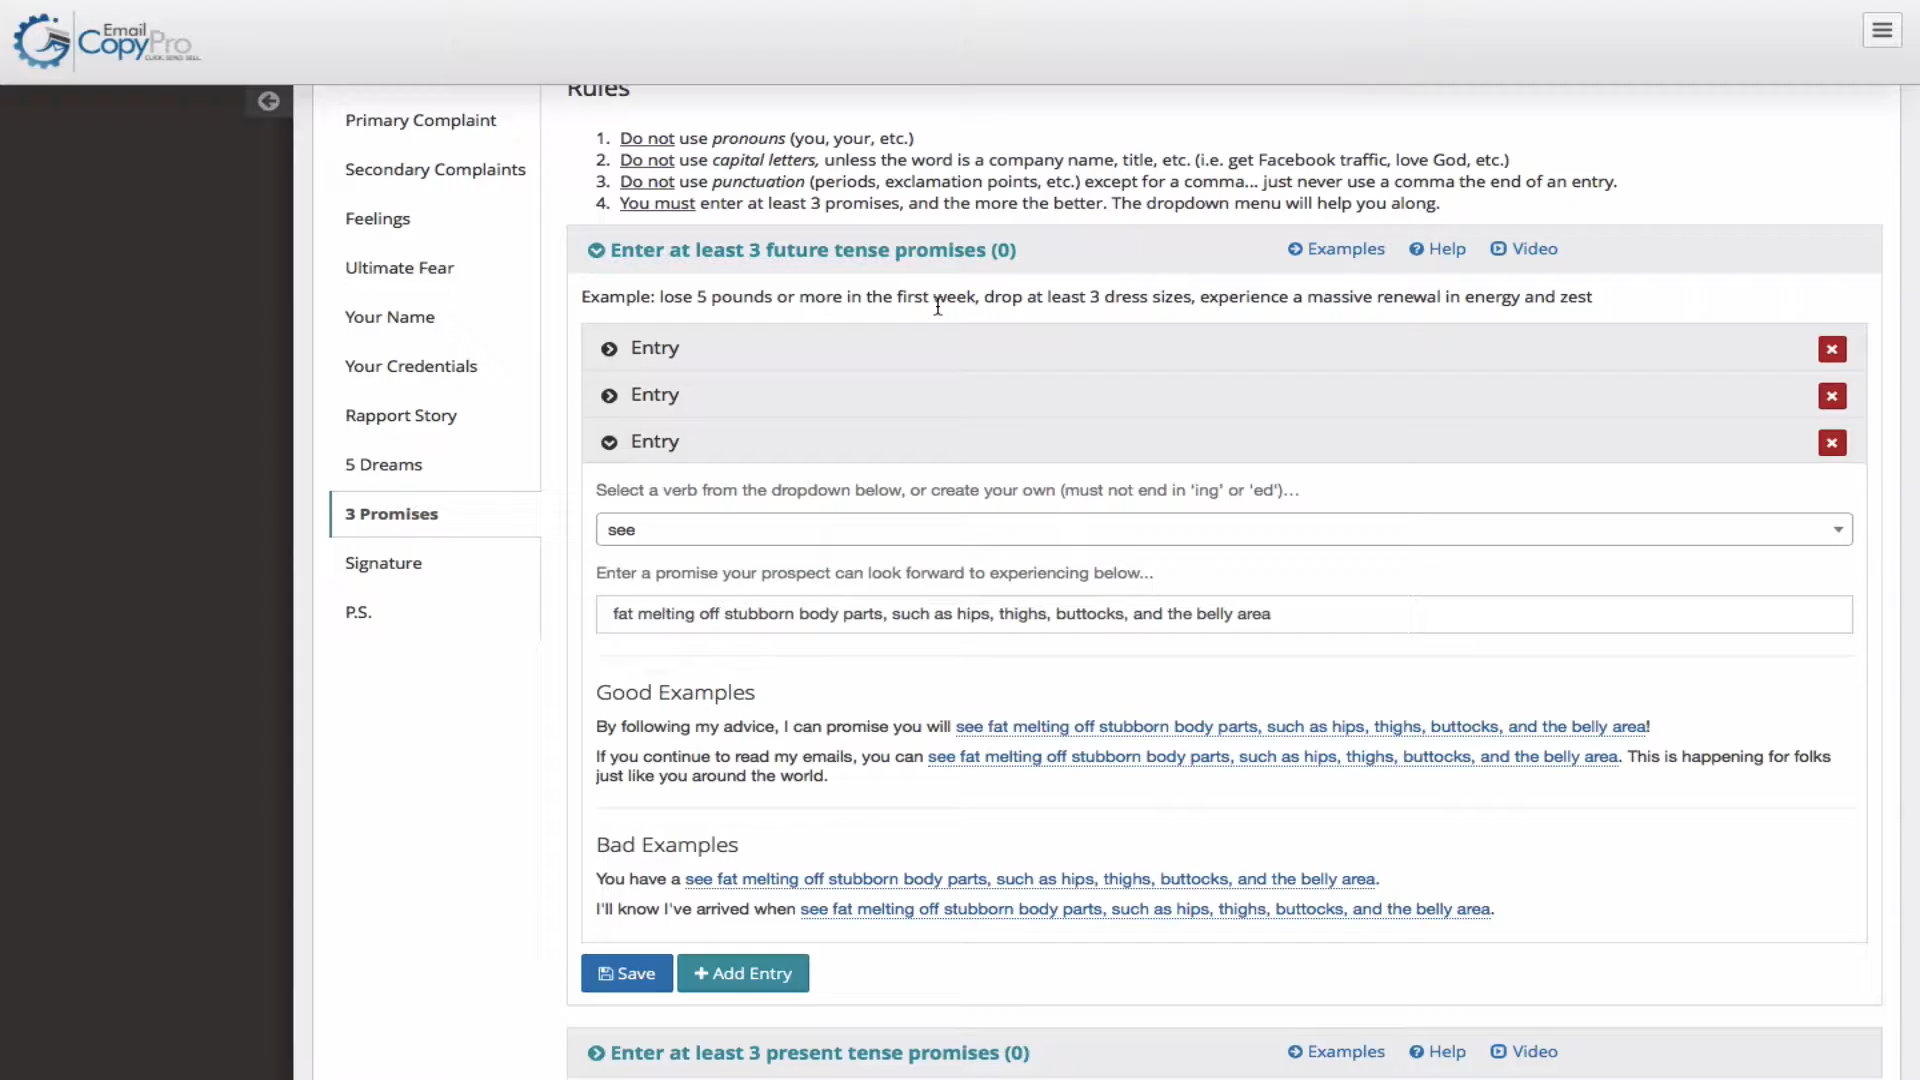 Email
CopyPro
CLICK. SEND. SELL.
Rules
Primary Complaint
Secondary Complaints
Feelings
Ultimate Fear
Your Name
Your Credentials
Rapport Story
5 Dreams
3 Promises
Signature
P.S.
1. Do not use pronouns (you, your, etc.)
2. Do not use capital letters, unless the word is a company name, title, etc. (i.e. get Facebook traffic, love God, etc.)
3. Do not use punctuation (periods, exclamation points, etc.) except for a comma... just never use a comma the end of an entry.
4. You must enter at least 3 promises, and the more the better. The dropdown menu will help you along.
Enter at least 3 future tense promises (0) Examples Help Video
Example: lose 5 pounds or more in the first week, drop at least 3 dress sizes, experience a massive renewal in energy and zest
Entry
Entry
Entry
Select a verb from the dropdown below, or create your own (must not end in 'ing' or 'ed')...
see
Enter a promise your prospect can look forward to experiencing below...
fat melting off stubborn body parts, such as hips, thighs, buttocks, and the belly area
Good Examples
By following my advice, I can promise you will see fat melting off stubborn body parts, such as hips, thighs, buttocks, and the belly area!
If you continue to read my emails, you can see fat melting off stubborn body parts, such as hips, thighs, buttocks, and the belly area. This is happening for folks
just like you around the world.
Bad Examples
You have a see fat melting off stubborn body parts, such as hips, thighs, buttocks, and the belly area.
I'll know I've arrived when see fat melting off stubborn body parts, such as hips, thighs, buttocks, and the belly area.
Save + Add Entry
Enter at least 3 present tense promises (0) Examples Help Video